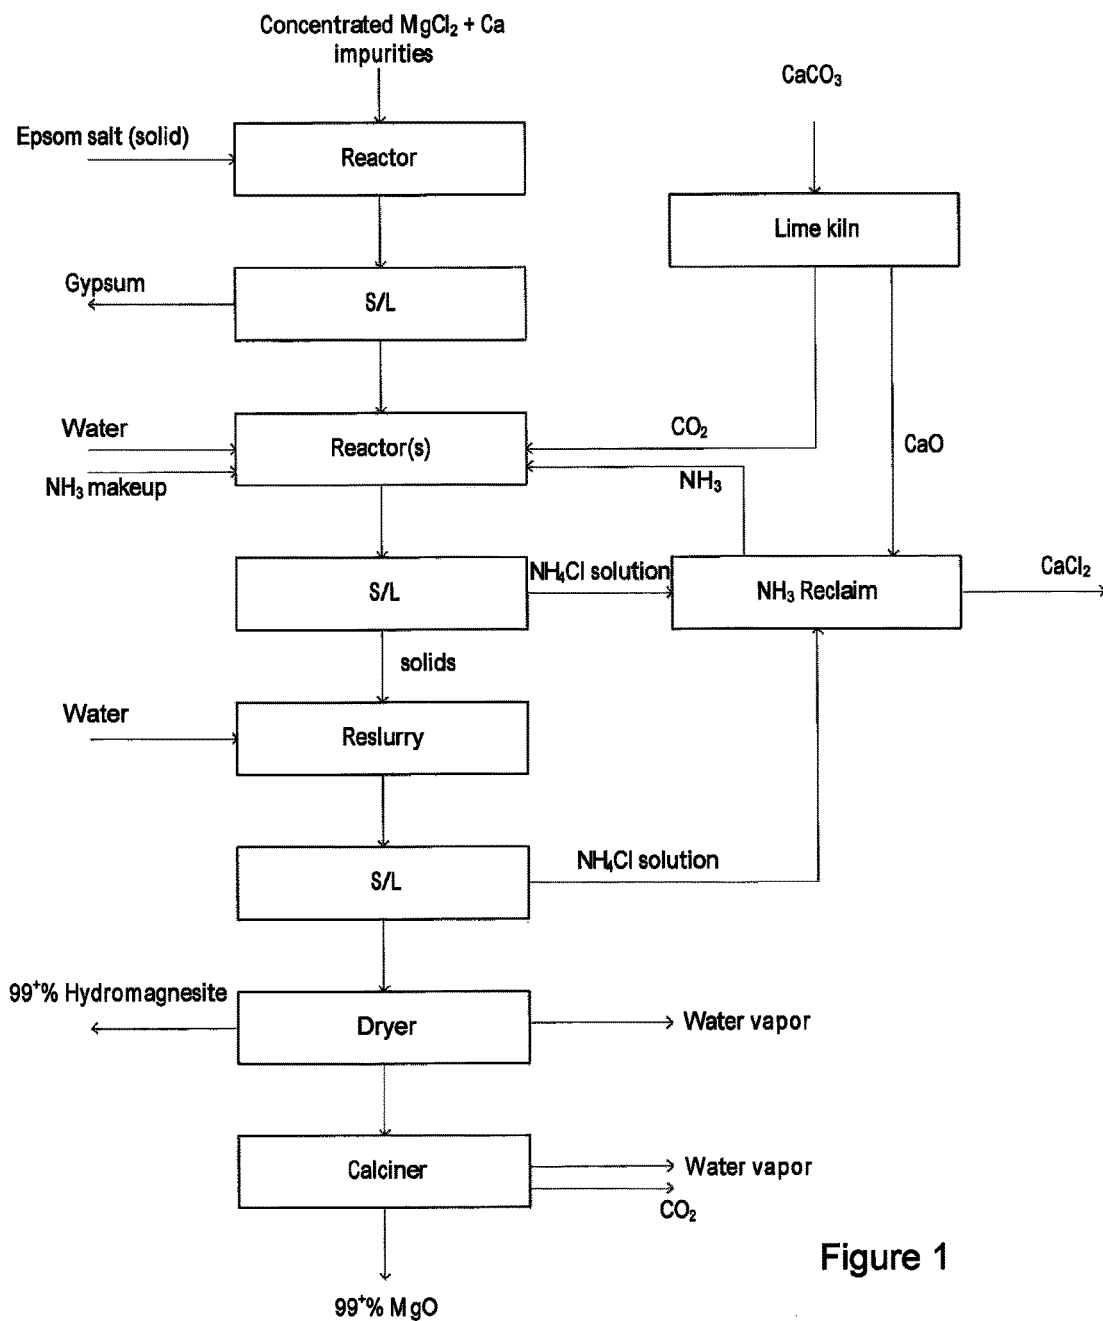 Concentrated MgCl₂ + Ca
impurities
CaCO₃
Epsom salt (solid)
Reactor
Lime kiln
Gypsum
S/L
Water
Reactor(s)
CO₂
CaO
NH₃ makeup
NH₃
S/L
NH₄Cl solution
NH₃ Reclaim
CaCl₂
solids
Water
Reslurry
S/L
NH₄Cl solution
99⁺% Hydromagnesite
Dryer
Water vapor
Calciner
Water vapor
CO₂
Figure 1
99⁺% MgO